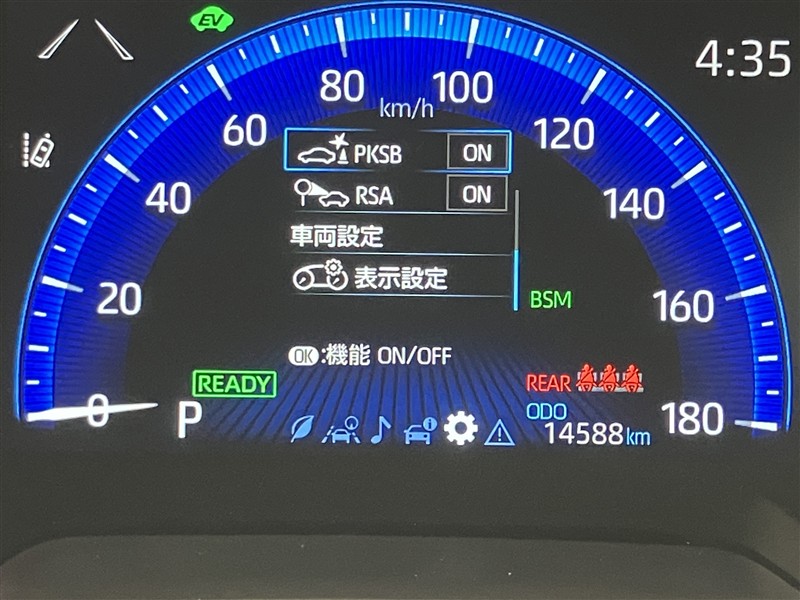 EV
4:35
80
100
km/h
60
120
PKSB ON
40
140
RSA ON
車両設定
表示設定
20
BSM
160
OK:機能 ON/OFF
READY
REAR
0
P
ODO
14588km
180